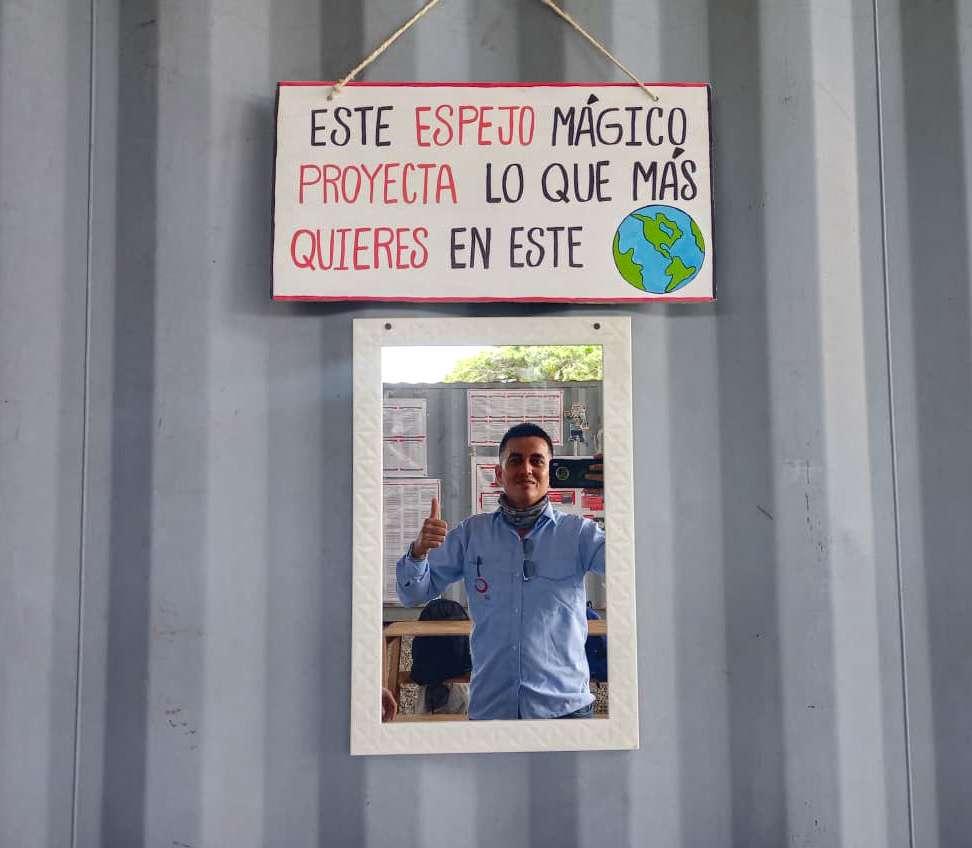 ESTE ESPEJO MÁGICO
PROYECTA LO QUE MÁS
QUIERES EN ESTE